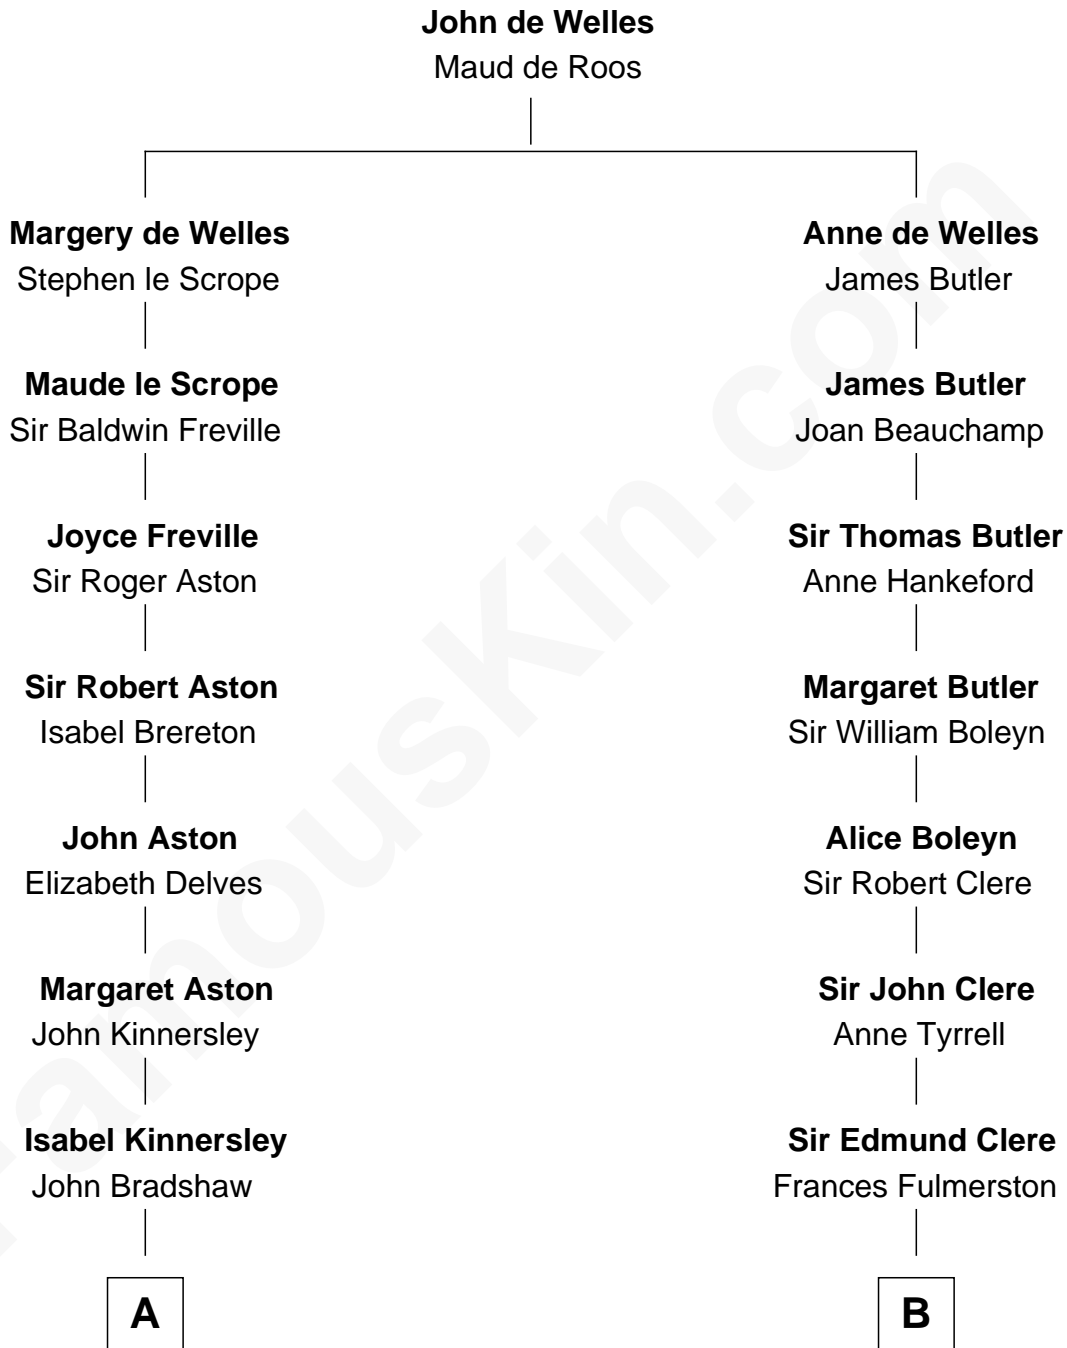 John de Welles
Maud de Roos
Margery de Welles
Stephen le Scrope
Anne de Welles
James Butler
Maude le Scrope
Sir Baldwin Freville
James Butler
Joan Beauchamp
Joyce Freville
Sir Roger Aston
Sir Thomas Butler
Anne Hankeford
Sir Robert Aston
Isabel Brereton
Margaret Butler
Sir William Boleyn
John Aston
Elizabeth Delves
Alice Boleyn
Sir Robert Clere
Margaret Aston
John Kinnersley
Sir John Clere
Anne Tyrrell
Isabel Kinnersley
John Bradshaw
Sir Edmund Clere
Frances Fulmerston
A
B
FamousKin.com